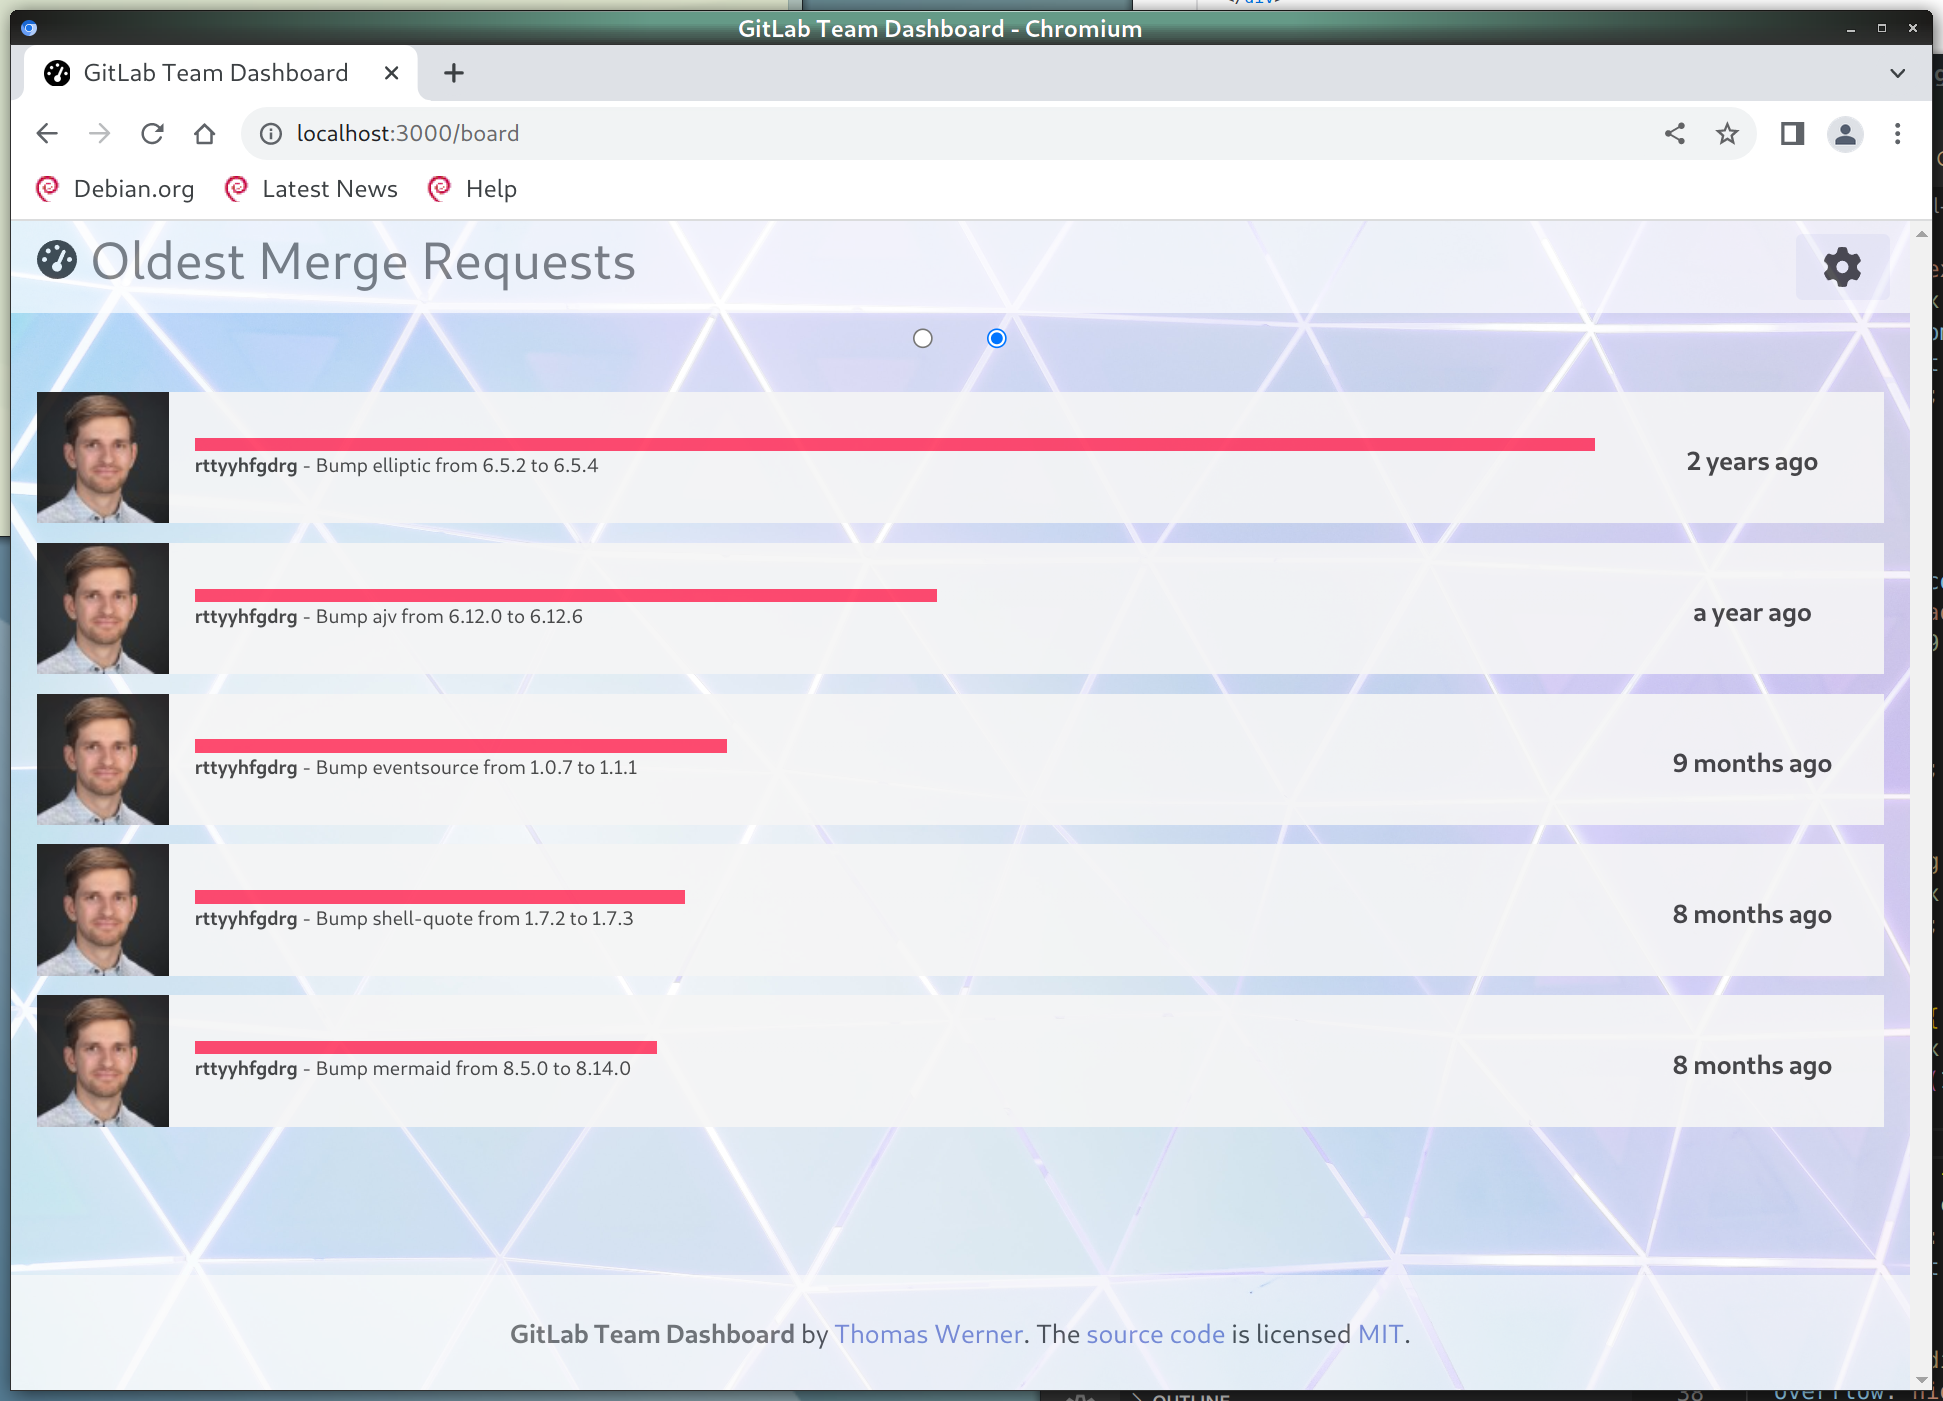 GitLab Team Dashboard - Chromium
GitLab Team Dashboard
localhost:3000/board
Debian.org Latest News Help
Oldest Merge Requests
rttyyhfgdrg - Bump elliptic from 6.5.2 to 6.5.4
2 years ago
rttyyhfgdrg - Bump ajv from 6.12.0 to 6.12.6
a year ago
rttyyhfgdrg - Bump eventsource from 1.0.7 to 1.1.1
9 months ago
rttyyhfgdrg - Bump shell-quote from 1.7.2 to 1.7.3
8 months ago
rttyyhfgdrg - Bump mermaid from 8.5.0 to 8.14.0
8 months ago
GitLab Team Dashboard by Thomas Werner. The source code is licensed MIT.